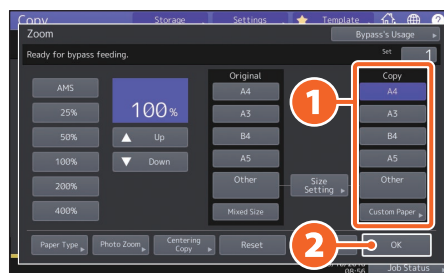 Copy Storage Settings Template
Zoom Bypass's Usage
Ready for bypass feeding. Set 1
Original Copy
AMS A4 A4
25% 100% A3 A3
50% Up B4 B4
100% Down A5 A5
200% Other Size Setting Other
400% Mixed Size Custom Paper
Paper Type Photo Zoom Centering Copy Reset OK
08:56 Job Status
1
2